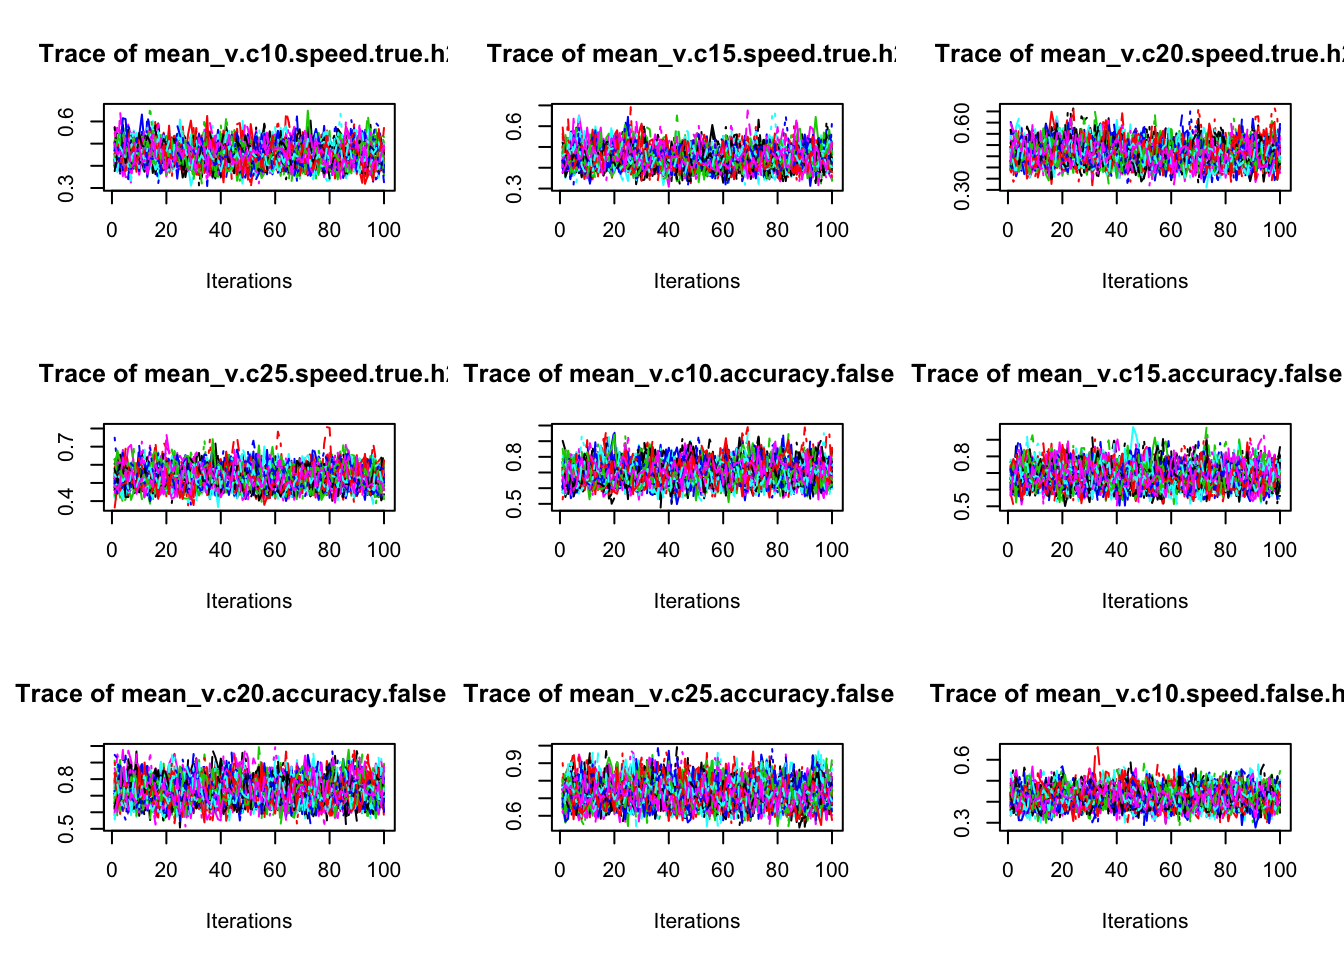 Trace of mean_v.c10.speed.true.h2
Trace of mean_v.c15.speed.true.h2
Trace of mean_v.c20.speed.true.h2
0.6
0.3
0 20 40 60 80 100
Iterations
0.6
0.3
0 20 40 60 80 100
Iterations
0.60
0.30
0 20 40 60 80 100
Iterations
Trace of mean_v.c25.speed.true.h2
Trace of mean_v.c10.accuracy.false
Trace of mean_v.c15.accuracy.false
0.7
0.4
0 20 40 60 80 100
Iterations
0.8
0.5
0 20 40 60 80 100
Iterations
0.8
0.5
0 20 40 60 80 100
Iterations
Trace of mean_v.c20.accuracy.false
Trace of mean_v.c25.accuracy.false
Trace of mean_v.c10.speed.false.h
0.8
0.5
0 20 40 60 80 100
Iterations
0.9
0.6
0 20 40 60 80 100
Iterations
0.6
0.3
0 20 40 60 80 100
Iterations